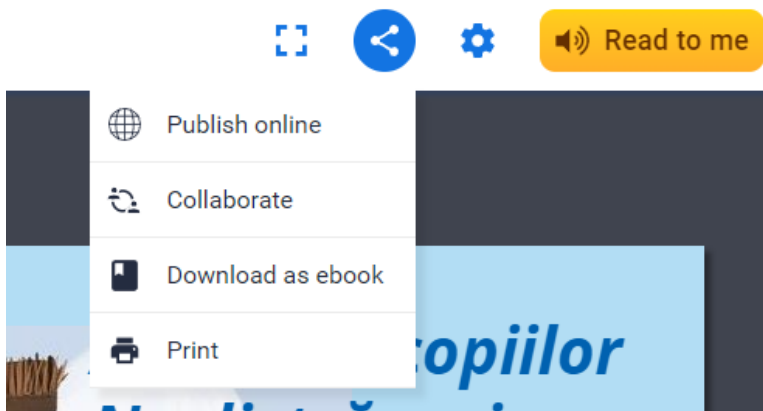 Read to me
Publish online
Collaborate
Download as ebook
Print
copiilor